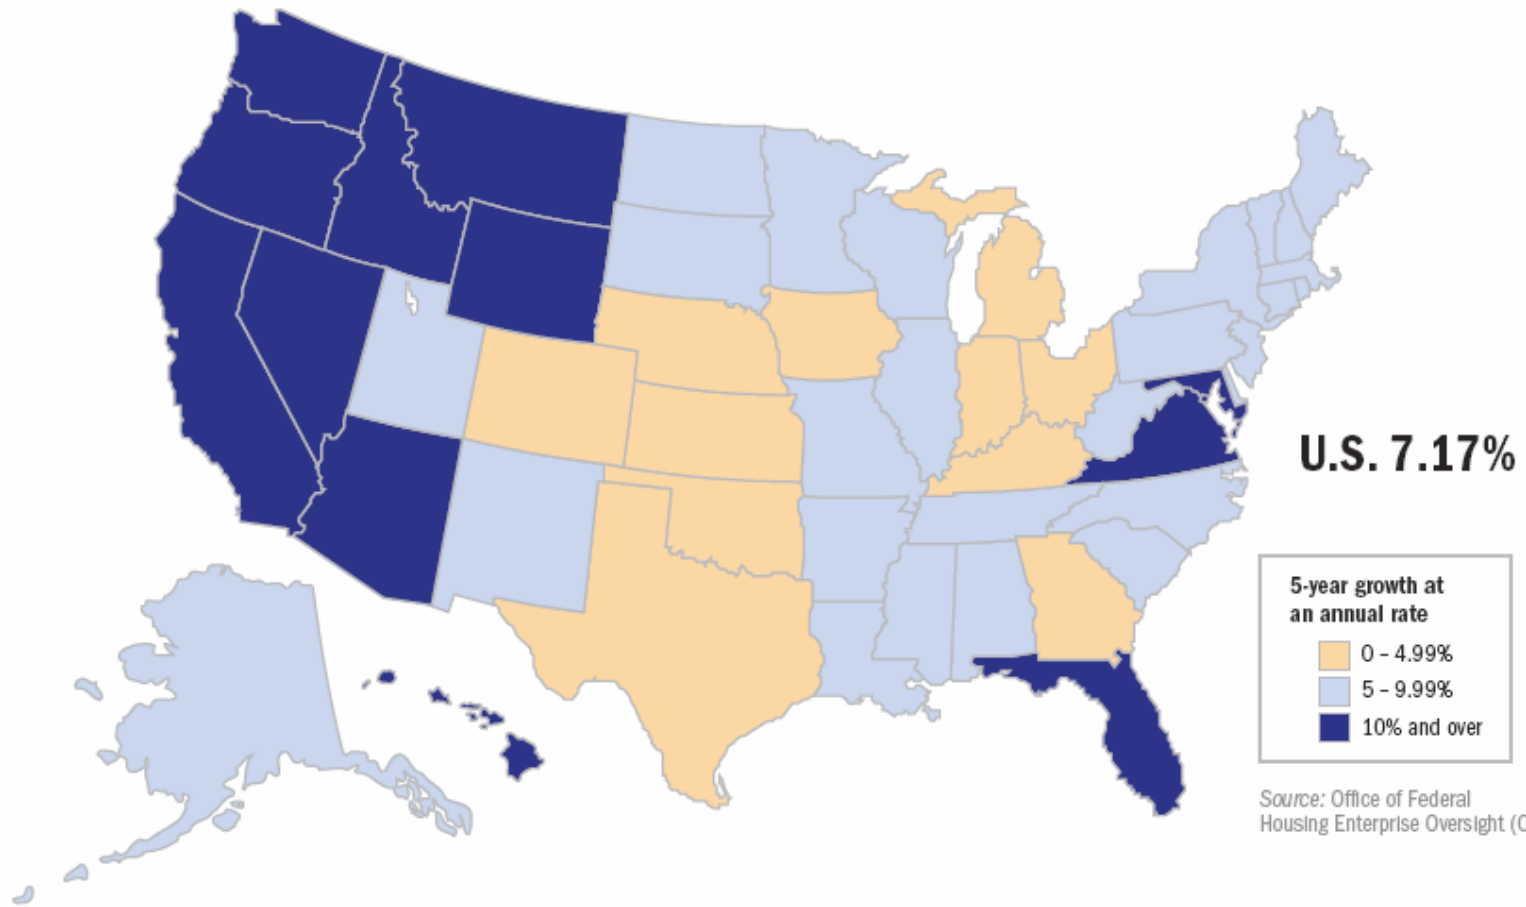 U.S. 7.17%
5-year growth at
an annual rate
0 – 4.99%
5 – 9.99%
10% and over
Source: Office of Federal
Housing Enterprise Oversight (